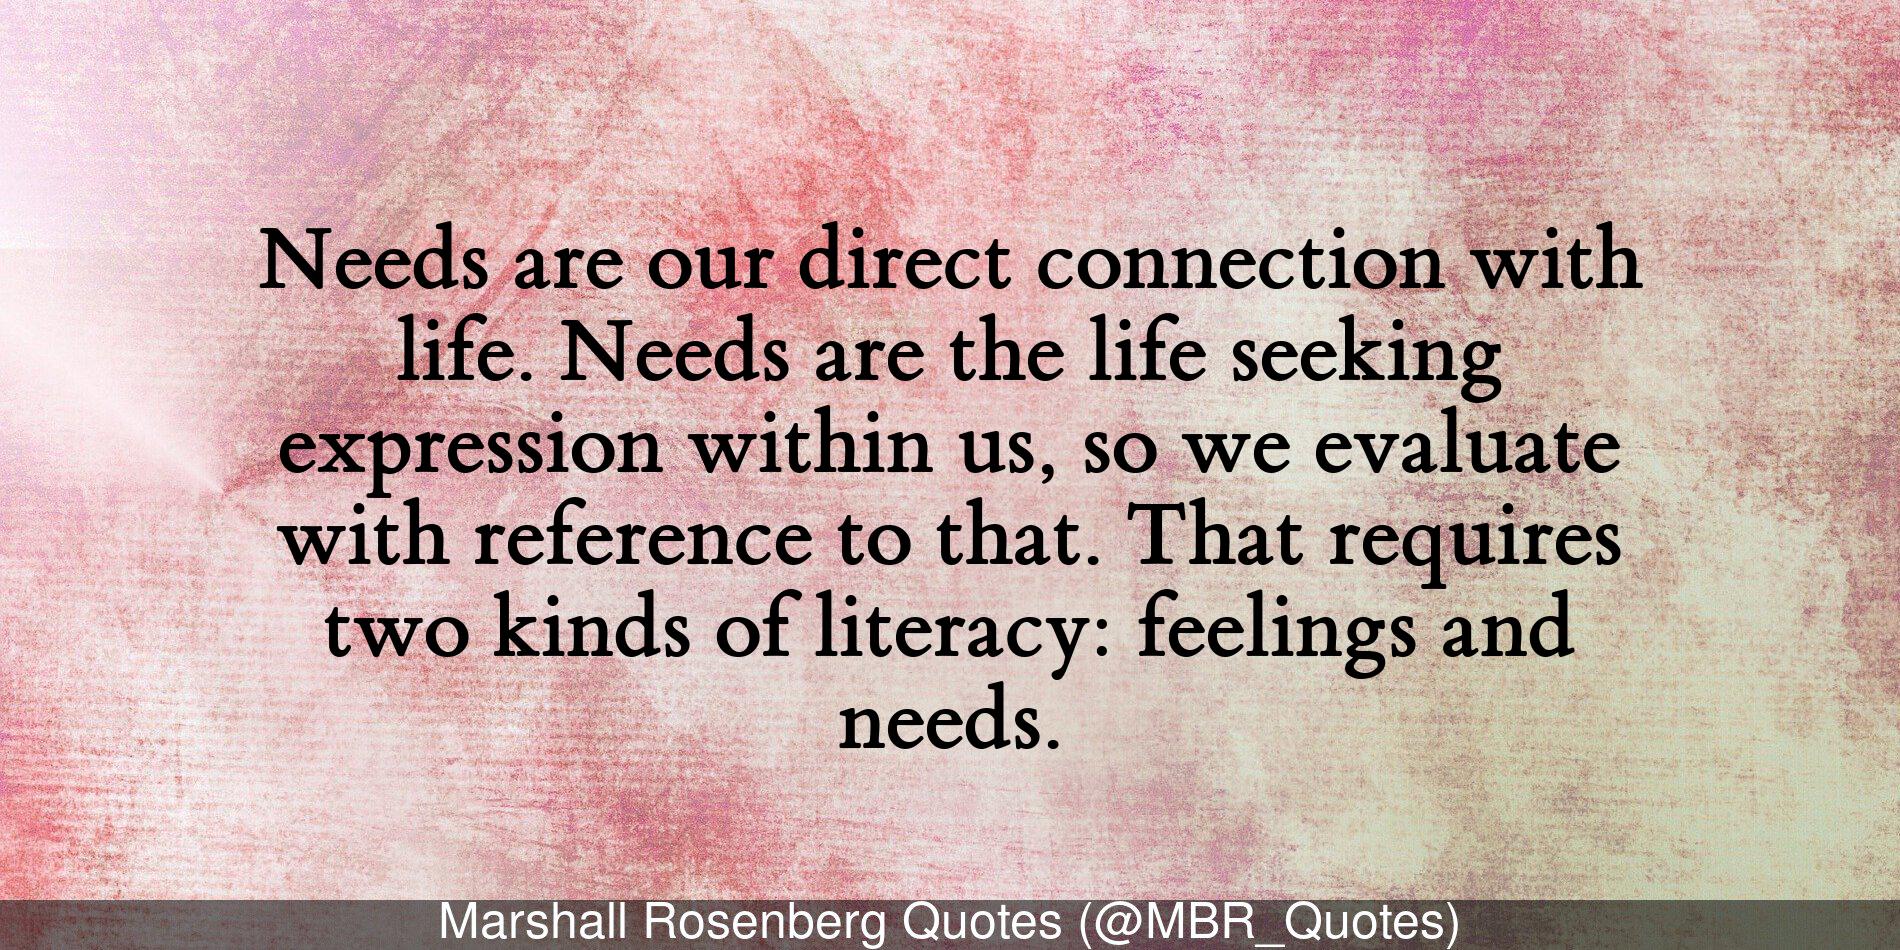 Needs are our direct connection with
life. Needs are the life seeking
expression within us, so we evaluate
with reference to that. That requires
two kinds of literacy: feelings and
needs.
Marshall Rosenberg Quotes (@MBR_Quotes)